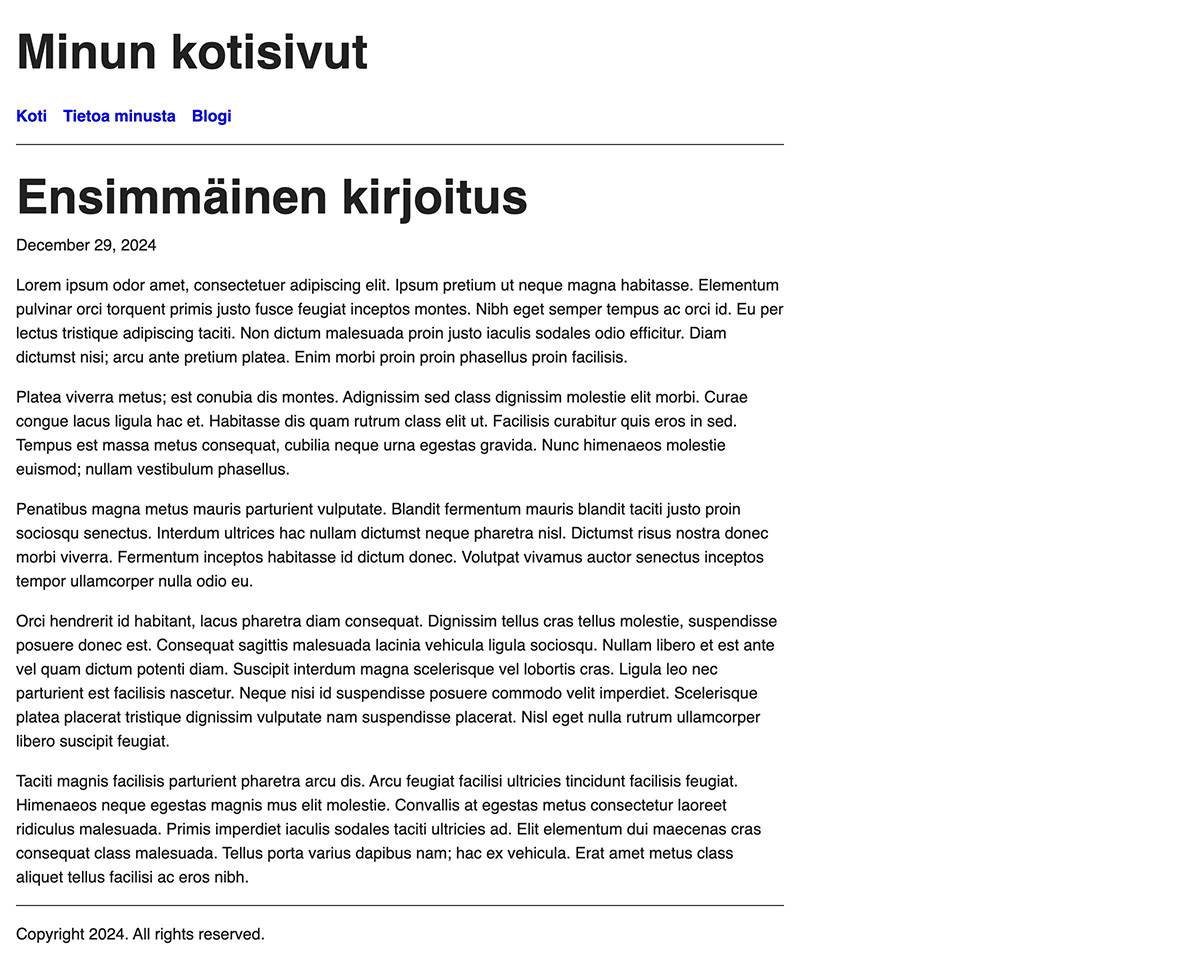 Minun kotisivut
Koti Tietoa minusta Blogi
Ensimmäinen kirjoitus
December 29, 2024
Lorem ipsum odor amet, consectetuer adipiscing elit. Ipsum pretium ut neque magna habitasse. Elementum
pulvinar orci torquent primis justo fusce feugiat inceptos montes. Nibh eget semper tempus ac orci id. Eu per
lectus tristique adipiscing taciti. Non dictum malesuada proin justo iaculis sodales odio efficitur. Diam
dictumst nisi; arcu ante pretium platea. Enim morbi proin proin phasellus proin facilisis.
Platea viverra metus; est conubia dis montes. Adignissim sed class dignissim molestie elit morbi. Curae
congue lacus ligula hac et. Habitasse dis quam rutrum class elit ut. Facilisis curabitur quis eros in sed.
Tempus est massa metus consequat, cubilia neque urna egestas gravida. Nunc himenaeos molestie
euismod; nullam vestibulum phasellus.
Penatibus magna metus mauris parturient vulputate. Blandit fermentum mauris blandit taciti justo proin
sociosqu senectus. Interdum ultrices hac nullam dictumst neque pharetra nisl. Dictumst risus nostra donec
morbi viverra. Fermentum inceptos habitasse id dictum donec. Volutpat vivamus auctor senectus inceptos
tempor ullamcorper nulla odio eu.
Orci hendrerit id habitant, lacus pharetra diam consequat. Dignissim tellus cras tellus molestie, suspendisse
posuere donec est. Consequat sagittis malesuada lacinia vehicula ligula sociosqu. Nullam libero et est ante
vel quam dictum potenti diam. Suscipit interdum magna scelerisque vel lobortis cras. Ligula leo nec
parturient est facilisis nascetur. Neque nisi id suspendisse posuere commodo velit imperdiet. Scelerisque
platea placerat tristique dignissim vulputate nam suspendisse placerat. Nisl eget nulla rutrum ullamcorper
libero suscipit feugiat.
Taciti magnis facilisis parturient pharetra arcu dis. Arcu feugiat facilisi ultricies tincidunt facilisis feugiat.
Himenaeos neque egestas magnis mus elit molestie. Convallis at egestas metus consectetur laoreet
ridiculus malesuada. Primis imperdiet iaculis sodales taciti ultricies ad. Elit elementum dui maecenas cras
consequat class malesuada. Tellus porta varius dapibus nam; hac ex vehicula. Erat amet metus class
aliquet tellus facilisi ac eros nibh.
Copyright 2024. All rights reserved.